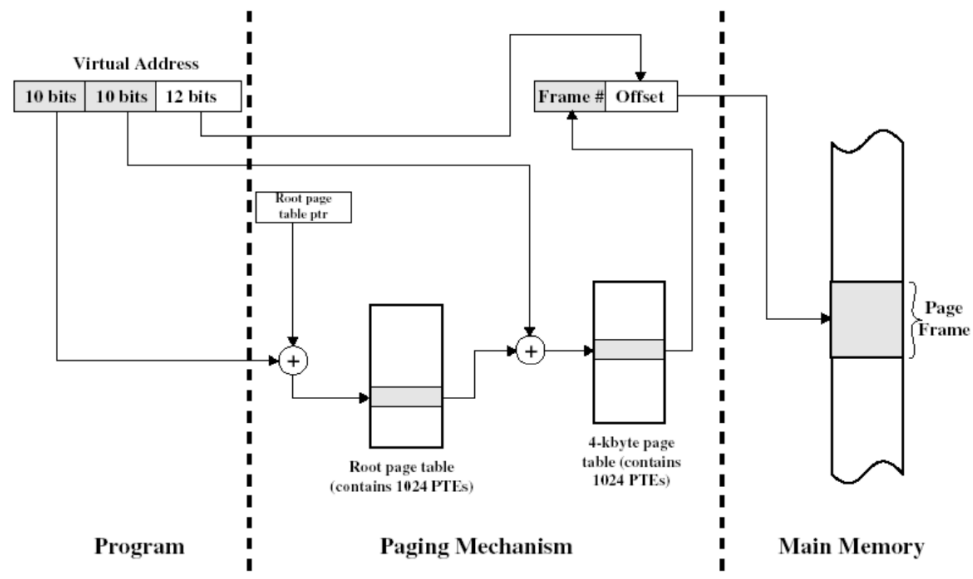 Virtual Address
10 bits 10 bits 12 bits
Frame # Offset
Root page
table ptr
Page
Frame
Root page table
(contains 1024 PTEs)
4-kbyte page
table (contains
1024 PTEs)
Program
Paging Mechanism
Main Memory